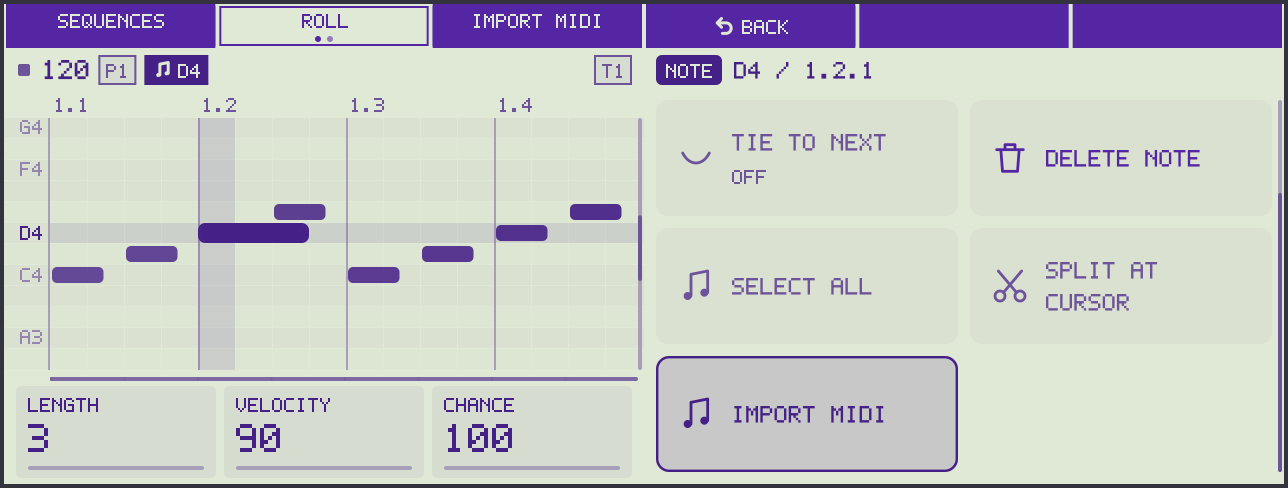 SEQUENCES ROLL IMPORT MIDI BACK
120 P1 D4 T1 NOTE D4 / 1.2.1
1.1 1.2 1.3 1.4
G4
F4
D4
C4
A3
LENGTH VELOCITY CHANCE
3 90 100
TIE TO NEXT
OFF
DELETE NOTE
SELECT ALL
SPLIT AT
CURSOR
IMPORT MIDI